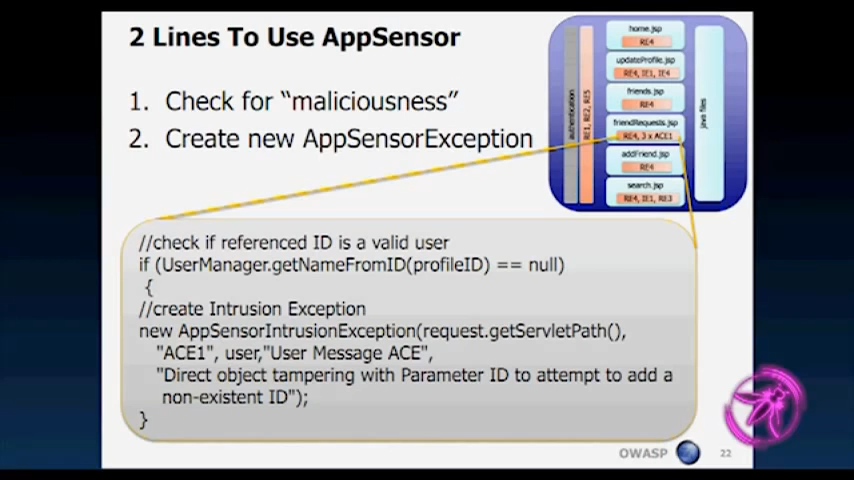 2 Lines To Use AppSensor
1. Check for “maliciousness”
2. Create new AppSensorException
authentication
RE1, RE2, RE5
home.jsp
RE4
updateProfile.jsp
RE4, IE1, IE4
friends.jsp
RE4
friendRequests.jsp
RE4, 3 x ACE1
addFriend.jsp
RE4
search.jsp
RE4, IE1, RE3
java files
//check if referenced ID is a valid user
if (UserManager.getNameFromID(profileID) == null)
{
//create Intrusion Exception
new AppSensorIntrusionException(request.getServletPath(),
"ACE1", user,"User Message ACE",
"Direct object tampering with Parameter ID to attempt to add a
non-existent ID");
}
OWASP
22